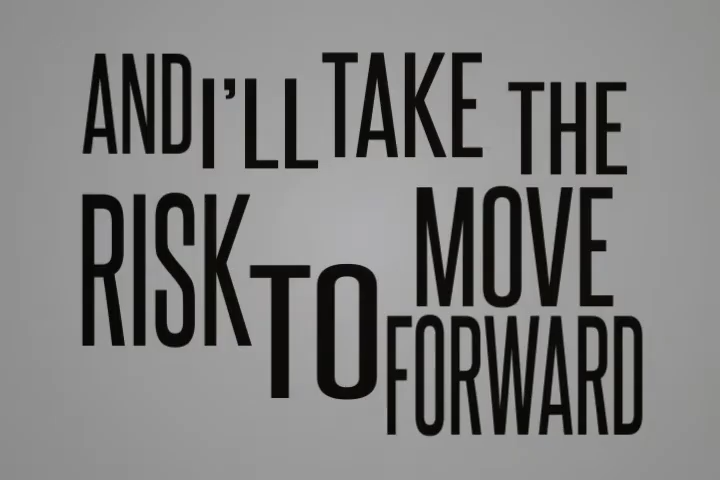 AND I'LL TAKE THE
RISK TO MOVE
FORWARD